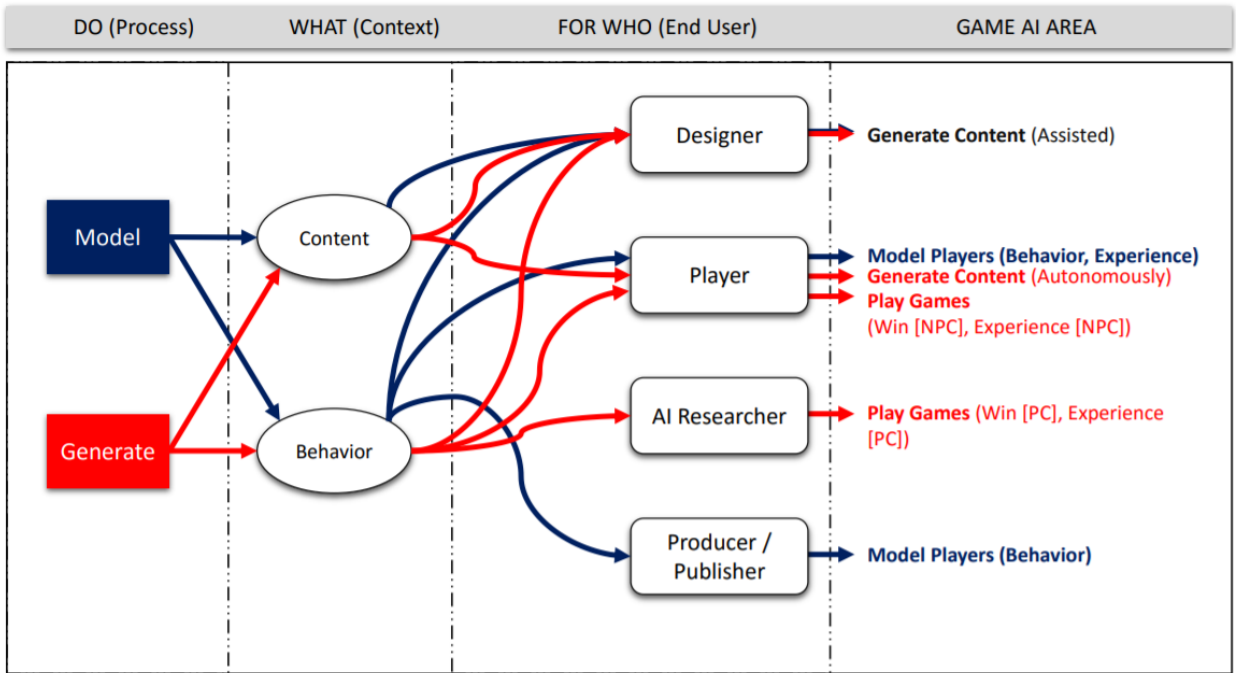 DO (Process)
WHAT (Context)
FOR WHO (End User)
GAME AI AREA
Model
Generate
Content
Behavior
Designer
Player
AI Researcher
Producer /
Publisher
Generate Content (Assisted)
Model Players (Behavior, Experience)
Generate Content (Autonomously)
Play Games
(Win [NPC], Experience [NPC])
Play Games (Win [PC], Experience
[PC])
Model Players (Behavior)